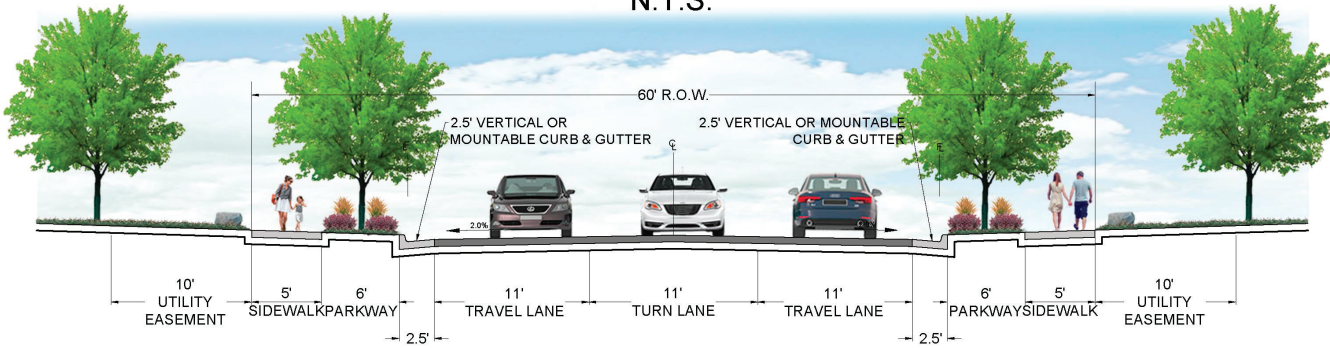 N.T.S.
60' R.O.W.
2.5' VERTICAL OR
MOUNTABLE CURB & GUTTER
2.5' VERTICAL OR MOUNTABLE
CURB & GUTTER
2.0%
10'
UTILITY
EASEMENT
5'
SIDEWALK
6'
PARKWAY
2.5'
11'
TRAVEL LANE
11'
TURN LANE
11'
TRAVEL LANE
2.5'
6'
PARKWAY
5'
SIDEWALK
10'
UTILITY
EASEMENT